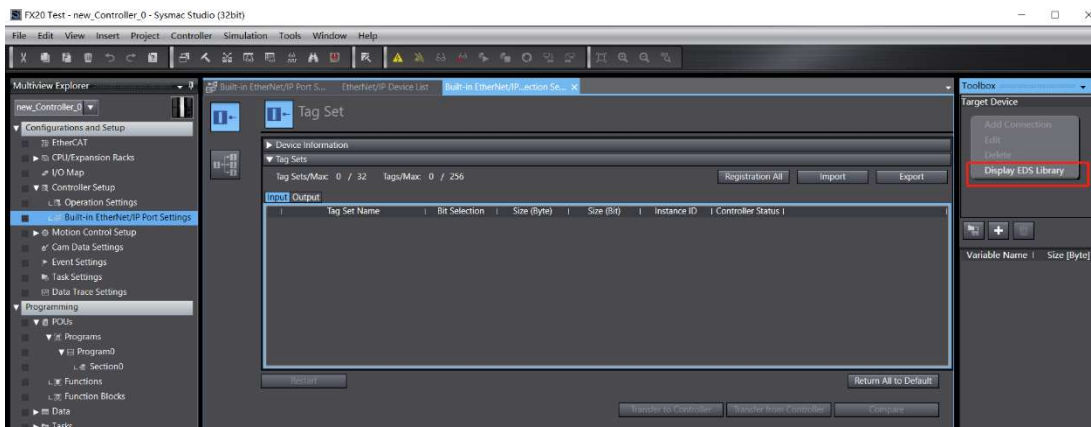 FX20 Test - new_Controller_0 - Sysmac Studio (32bit)
File Edit View Insert Project Controller Simulation Tools Window Help
Multiview Explorer
new_Controller_0
Configurations and Setup
EtherCAT
CPU/Expansion Racks
I/O Map
Controller Setup
Operation Settings
Built-in EtherNet/IP Port Settings
Motion Control Setup
Cam Data Settings
Event Settings
Task Settings
Data Trace Settings
Programming
POUs
Programs
Program0
Section0
Functions
Function Blocks
Data
Tasks
Built-in EtherNet/IP Port S... EtherNet/IP Device List Built-in EtherNet/IP...ection Se... X
Tag Set
Device Information
Tag Sets
Tag Sets/Max: 0 / 32 Tags/Max: 0 / 256 Registration All Import Export
Input Output
Tag Set Name | Bit Selection | Size (Byte) | Size (Bit) | Instance ID | Controller Status |
Restart Return All to Default
Transfer to Controller Transfer from Controller Compare
Toolbox
Target Device
Add Connection
Edit
Delete
Display EDS Library
Variable Name | Size [Byte]